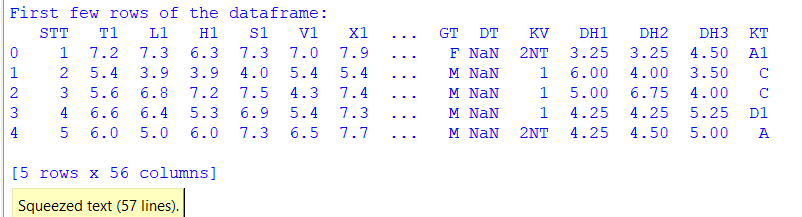 First few rows of the dataframe:
STT T1 L1 H1 S1 V1 X1 ... GT DT KV DH1 DH2 DH3 KT
0 1 7.2 7.3 6.3 7.3 7.0 7.9 ... F NaN 2NT 3.25 3.25 4.50 A1
1 2 5.4 3.9 3.9 4.0 5.4 5.4 ... M NaN 1 6.00 4.00 3.50 C
2 3 5.6 6.8 7.2 7.5 4.3 7.4 ... M NaN 1 5.00 6.75 4.00 C
3 4 6.6 6.4 5.3 6.9 5.4 7.3 ... M NaN 1 4.25 4.25 5.25 D1
4 5 6.0 5.0 6.0 7.3 6.5 7.7 ... M NaN 2NT 4.25 4.50 5.00 A
[5 rows x 56 columns]
Squeezed text (57 lines).